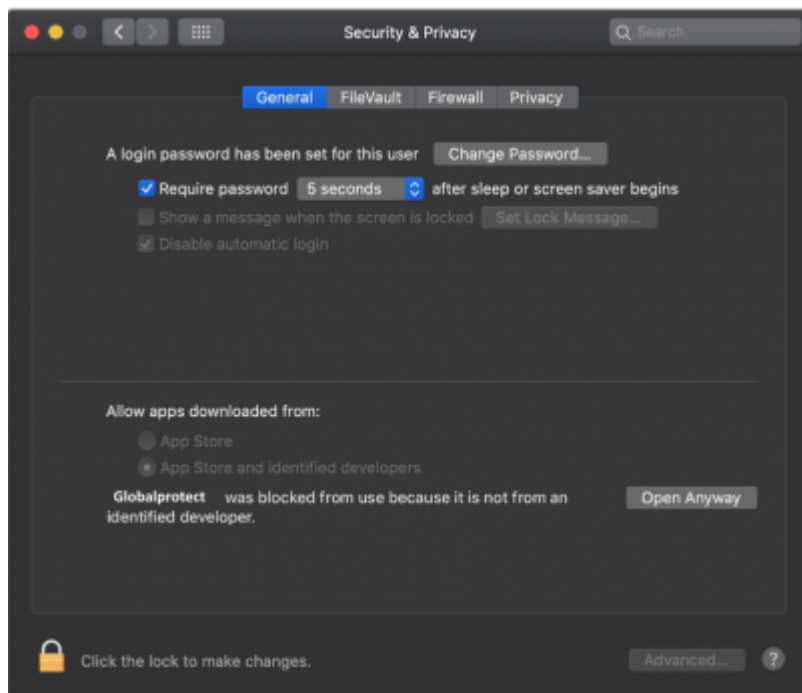 Security & Privacy
Search
General FileVault Firewall Privacy
A login password has been set for this user Change Password...
Require password 5 seconds after sleep or screen saver begins
Show a message when the screen is locked Set Lock Message...
Disable automatic login
Allow apps downloaded from:
App Store
App Store and identified developers
Globalprotect was blocked from use because it is not from an Open Anyway
identified developer.
Click the lock to make changes. Advanced... ?